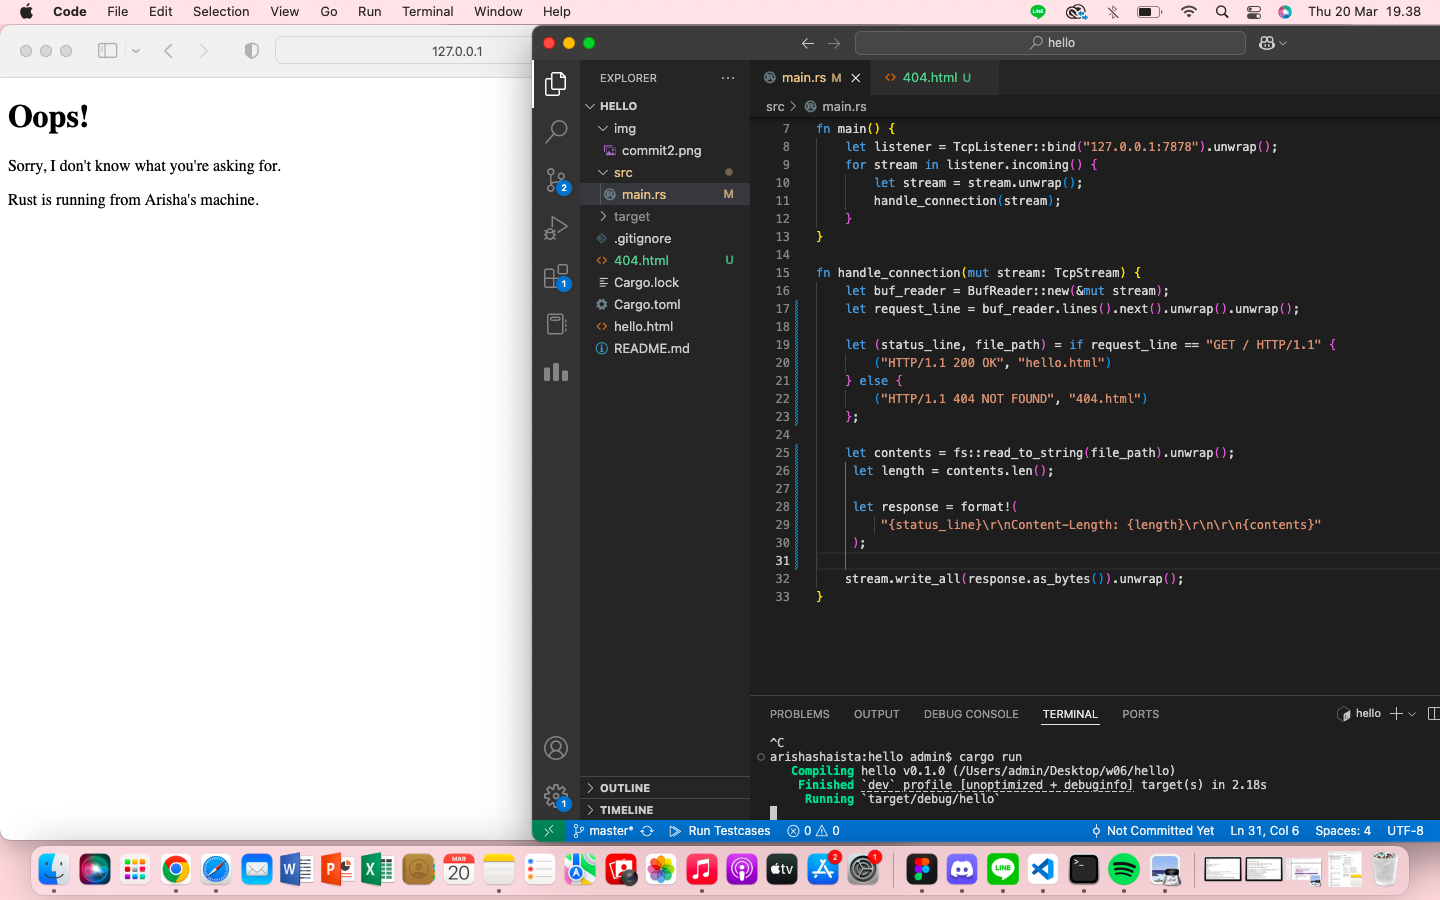 Code File Edit Selection View Go Run Terminal Window Help
LINE
Thu 20 Mar 19.38
127.0.0.1
Oops!
Sorry, I don't know what you're asking for.
Rust is running from Arisha's machine.
hello
EXPLORER
HELLO
img
commit2.png
src
main.rs M
target
.gitignore
404.html U
Cargo.lock
Cargo.toml
hello.html
README.md
OUTLINE
TIMELINE
2
1
1
main.rs M
404.html U
src > main.rs
7 fn main() {
8 let listener = TcpListener::bind("127.0.0.1:7878").unwrap();
9 for stream in listener.incoming() {
10 let stream = stream.unwrap();
11 handle_connection(stream);
12 }
13 }
14
15 fn handle_connection(mut stream: TcpStream) {
16 let buf_reader = BufReader::new(&mut stream);
17 let request_line = buf_reader.lines().next().unwrap().unwrap();
18
19 let (status_line, file_path) = if request_line == "GET / HTTP/1.1" {
20 ("HTTP/1.1 200 OK", "hello.html")
21 } else {
22 ("HTTP/1.1 404 NOT FOUND", "404.html")
23 };
24
25 let contents = fs::read_to_string(file_path).unwrap();
26 let length = contents.len();
27
28 let response = format!(
29 "{status_line}\r\nContent-Length: {length}\r\n\r\n{contents}"
30 );
31
32 stream.write_all(response.as_bytes()).unwrap();
33 }
PROBLEMS OUTPUT DEBUG CONSOLE TERMINAL PORTS
hello
^C
arishashaista:hello admin$ cargo run
Compiling hello v0.1.0 (/Users/admin/Desktop/w06/hello)
Finished `dev` profile [unoptimized + debuginfo] target(s) in 2.18s
Running `target/debug/hello`
master* Run Testcases 0 0
Not Committed Yet Ln 31, Col 6 Spaces: 4 UTF-8
MAR
20
tv
2
1
LINE